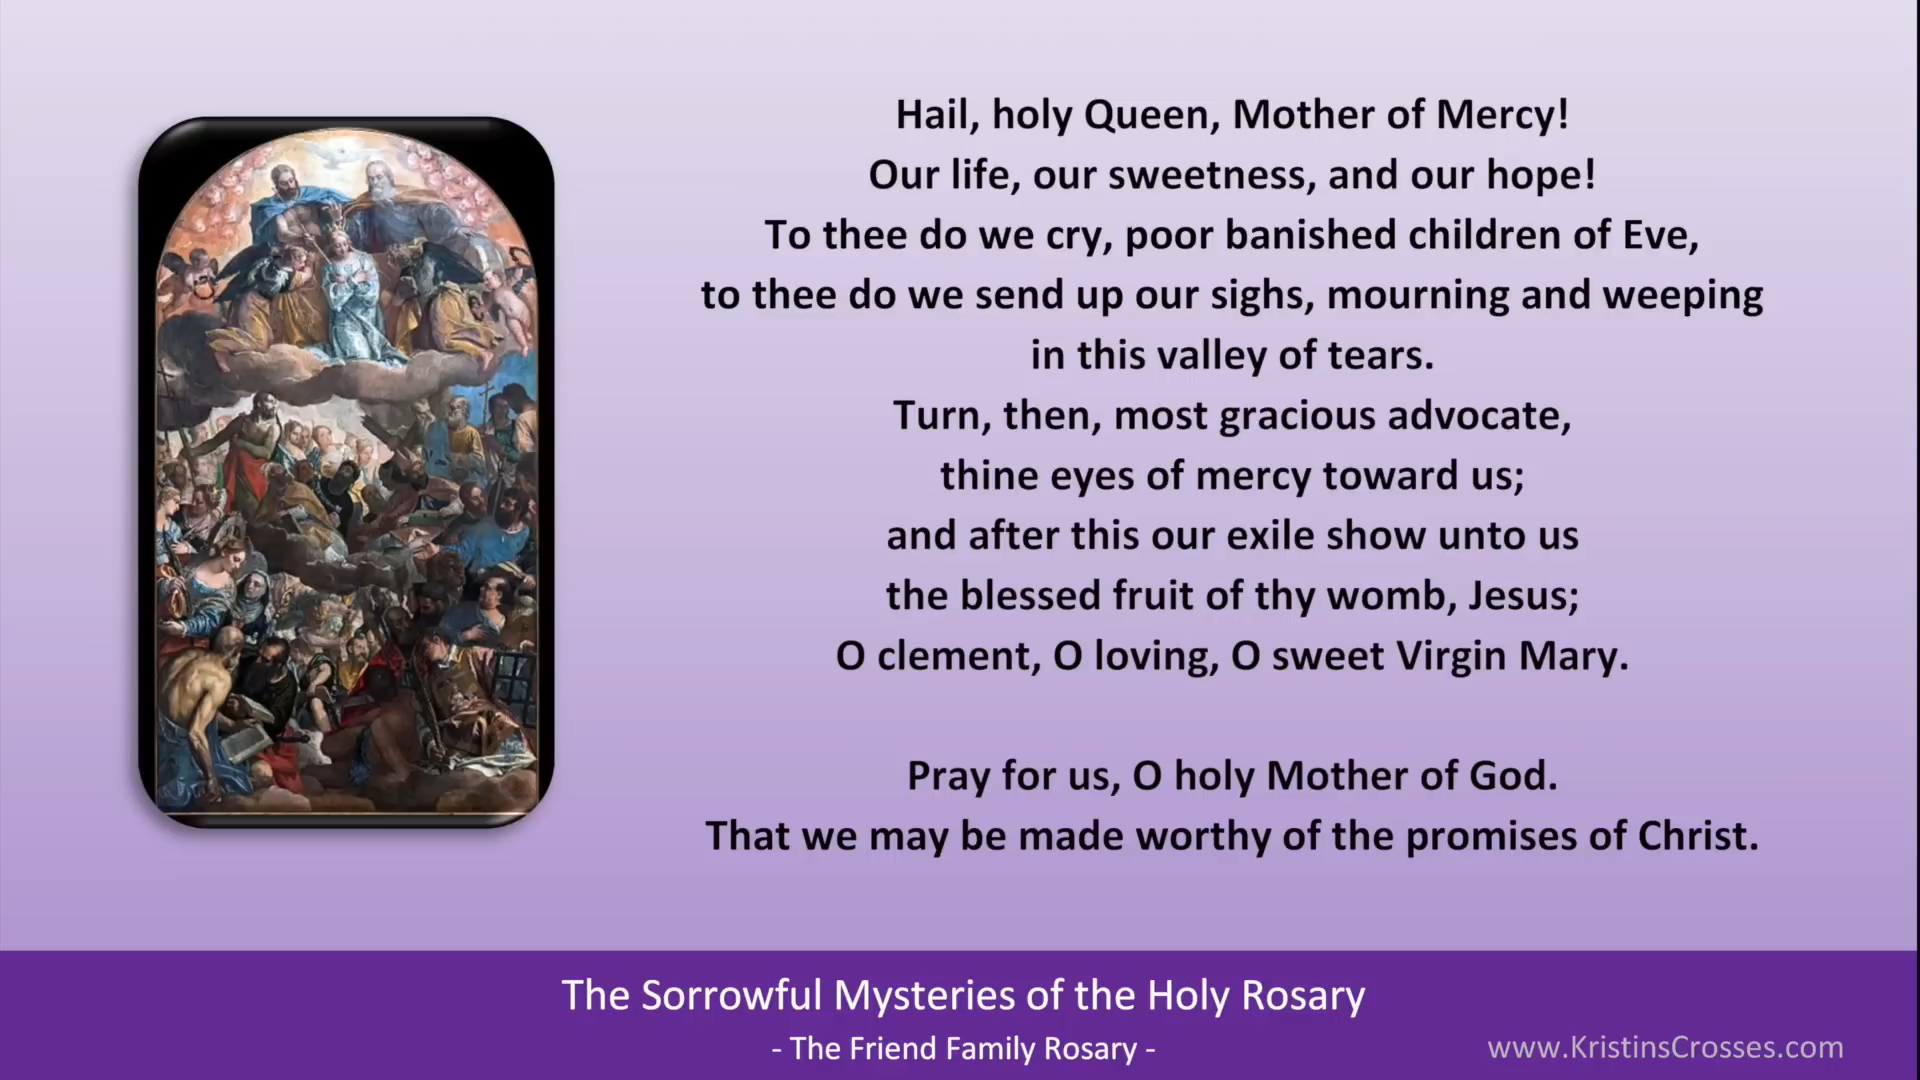 Hail, holy Queen, Mother of Mercy!
Our life, our sweetness, and our hope!
To thee do we cry, poor banished children of Eve,
to thee do we send up our sighs, mourning and weeping
in this valley of tears.
Turn, then, most gracious advocate,
thine eyes of mercy toward us;
and after this our exile show unto us
the blessed fruit of thy womb, Jesus;
O clement, O loving, O sweet Virgin Mary.
Pray for us, O holy Mother of God.
That we may be made worthy of the promises of Christ.
The Sorrowful Mysteries of the Holy Rosary
- The Friend Family Rosary -
www.KristinsCrosses.com